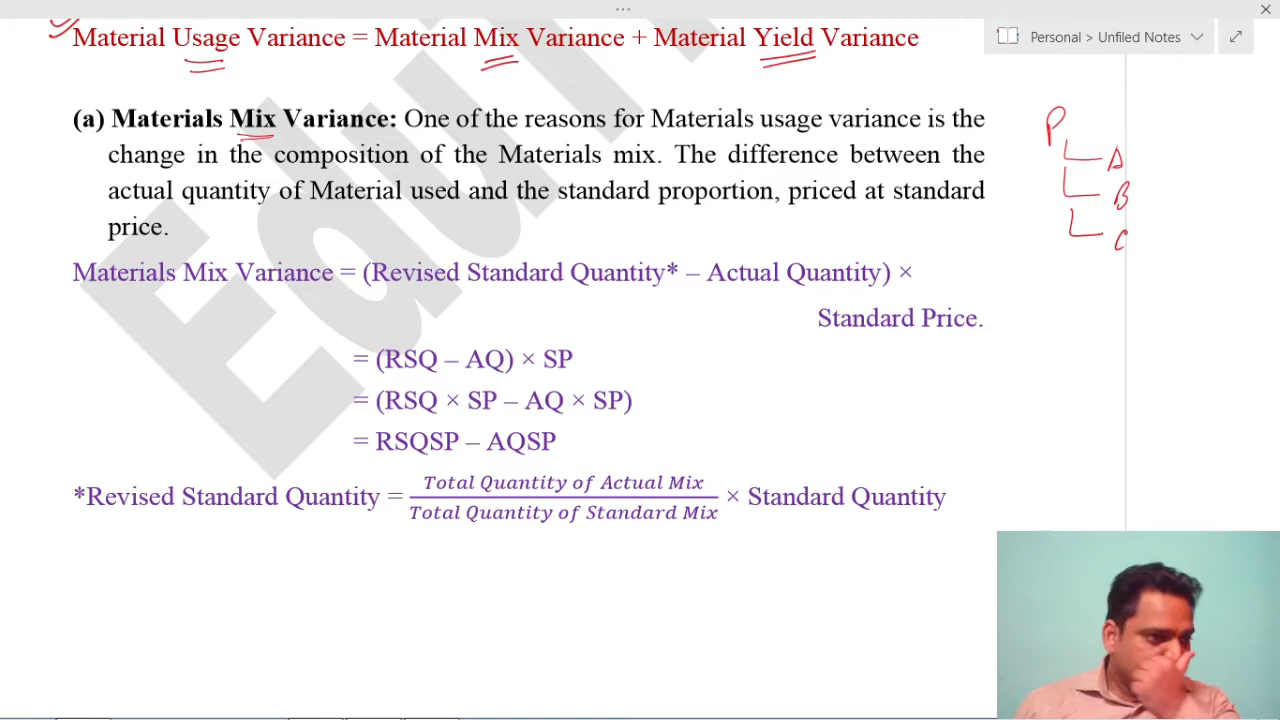 Material Usage Variance = Material Mix Variance + Material Yield Variance
Personal > Unfiled Notes
(a) Materials Mix Variance: One of the reasons for Materials usage variance is the
change in the composition of the Materials mix. The difference between the
actual quantity of Material used and the standard proportion, priced at standard
price.
P
A
B
C
Materials Mix Variance = (Revised Standard Quantity* – Actual Quantity) ×
Standard Price.
= (RSQ – AQ) × SP
= (RSQ × SP – AQ × SP)
= RSQSP – AQSP
*Revised Standard Quantity = Total Quantity of Actual Mix / Total Quantity of Standard Mix × Standard Quantity